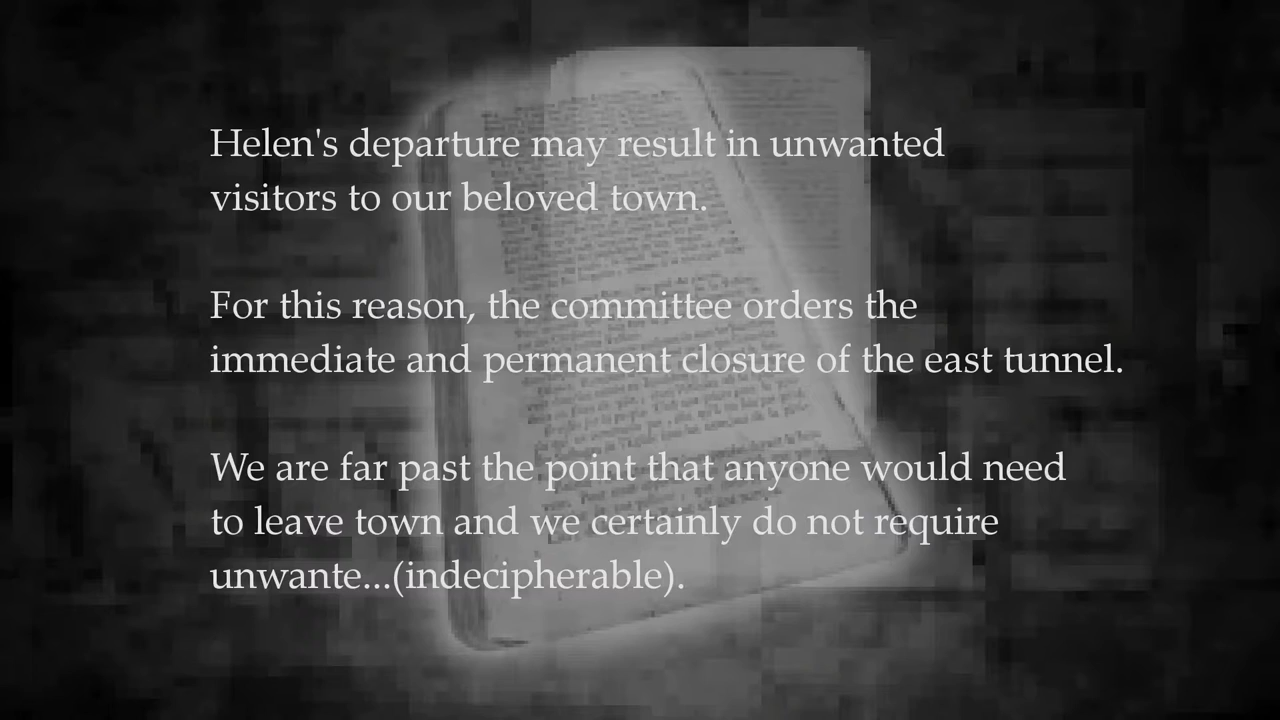 Helen's departure may result in unwanted
visitors to our beloved town.
For this reason, the committee orders the
immediate and permanent closure of the east tunnel.
We are far past the point that anyone would need
to leave town and we certainly do not require
unwante...(indecipherable).